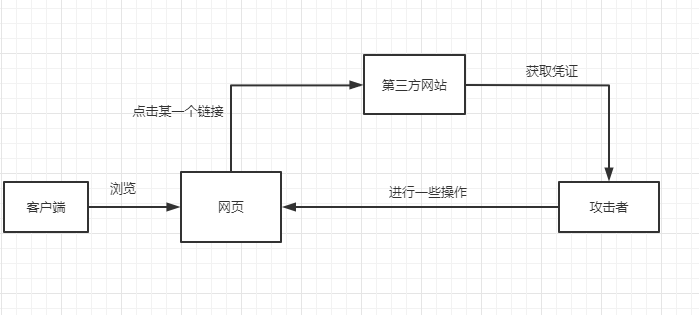 获取凭证
第三方网站
点击某一个链接
浏览
进行一些操作
客户端
网页
攻击者